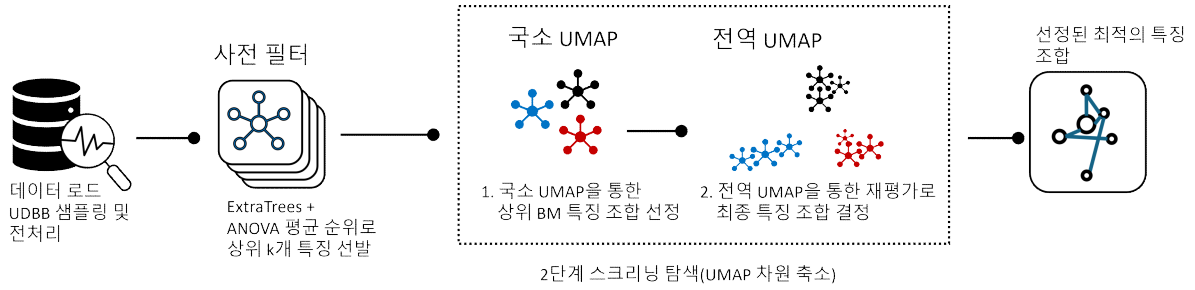 데이터 로드
UDBB 샘플링 및
전처리
사전 필터
ExtraTrees +
ANOVA 평균 순위로
상위 k개 특징 선발
국소 UMAP
1. 국소 UMAP을 통한
상위 BM 특징 조합 선정
전역 UMAP
2. 전역 UMAP을 통한 재평가로
최종 특징 조합 결정
2단계 스크리닝 탐색(UMAP 차원 축소)
선정된 최적의 특징
조합